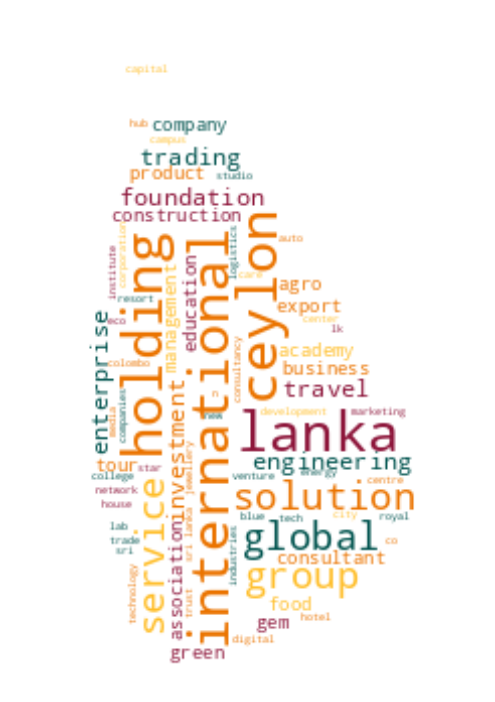 capital
hub
company
campus
trading
product
studio
foundation
construction
ceylon
holding
international
logistics
auto
corporation
institute
management
education
care
agro
resort
export
eco
center
lk
enterprise
consultancy
academy
colombo
business
investment
travel
companies
media
n
new
development
marketing
lanka
jewellery
engineering
tour
star
energy
college
venture
centre
service
network
solution
house
sri lanka
blue
tech
city
royal
lab
association
global
trade
industries
co
sri
consultant
technology
group
trust
food
gem
hotel
digital
green